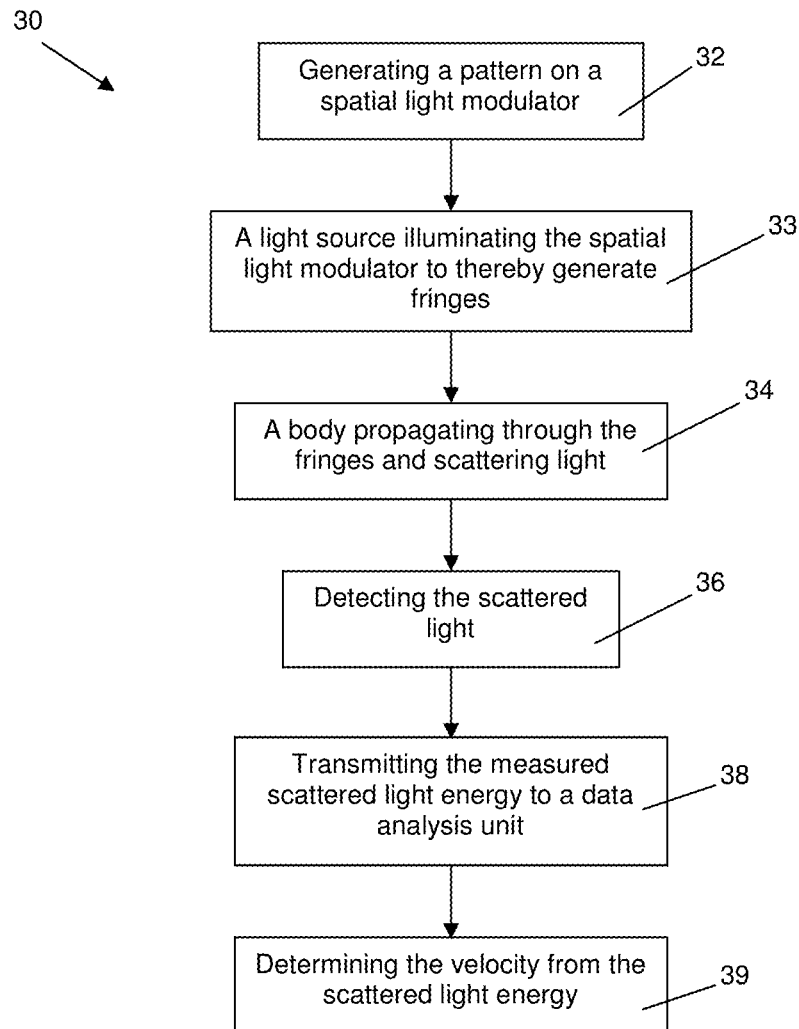 30
Generating a pattern on a
spatial light modulator
32
A light source illuminating the spatial
light modulator to thereby generate
fringes
33
A body propagating through the
fringes and scattering light
34
Detecting the scattered
light
36
Transmitting the measured
scattered light energy to a data
analysis unit
38
Determining the velocity from the
scattered light energy
39